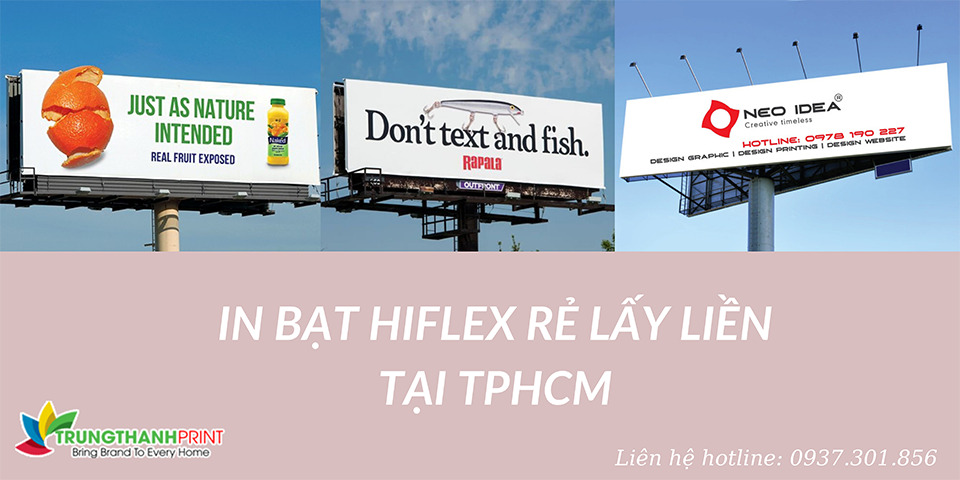 JUST AS NATURE
INTENDED
REAL FRUIT EXPOSED
Naked
Don't text and fish.
RAPALA
OUTFRONT
NEO IDEA®
Creative timeless
HOTLINE: 0978 190 227
DESIGN GRAPHIC | DESIGN PRINTING | DESIGN WEBSITE
IN BẠT HIFLEX RẺ LẤY LIỀN
TẠI TPHCM
TRUNGTHANHPRINT
Bring Brand To Every Home
Liên hệ hotline: 0937.301.856